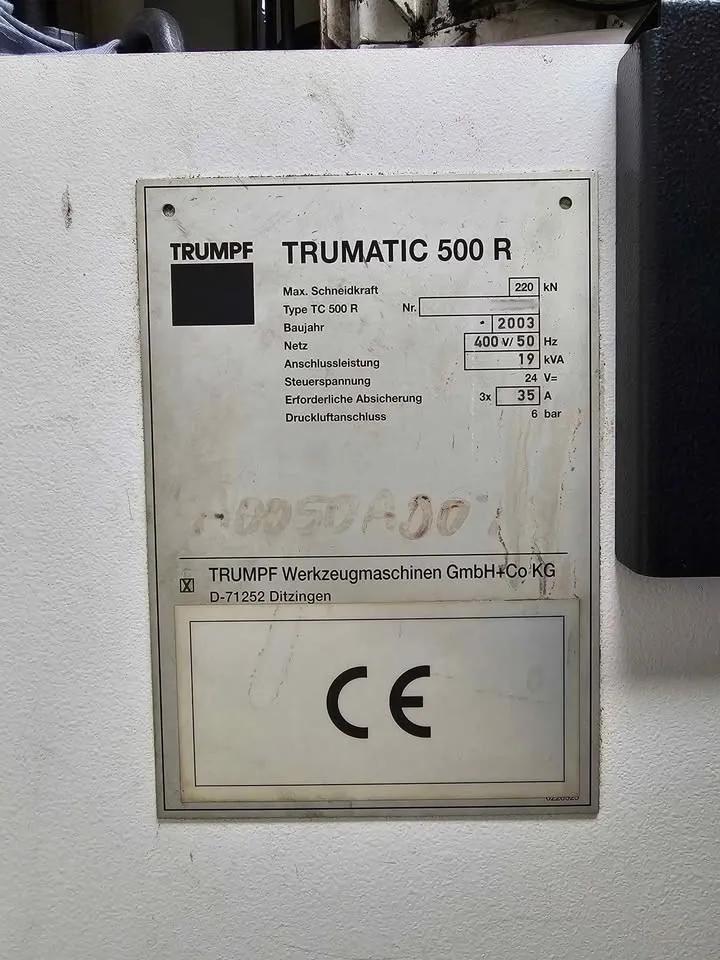 TRUMPF
TRUMATIC 500 R
Max. Schneidkraft 220 kN
Type TC 500 R Nr.
Baujahr 2003
Netz 400 V/ 50 Hz
Anschlussleistung 19 kVA
Steuerspannung 24 V=
Erforderliche Absicherung 3x 35 A
Druckluftanschluss 6 bar
X TRUMPF Werkzeugmaschinen GmbH+Co KG
D-71252 Ditzingen
CE